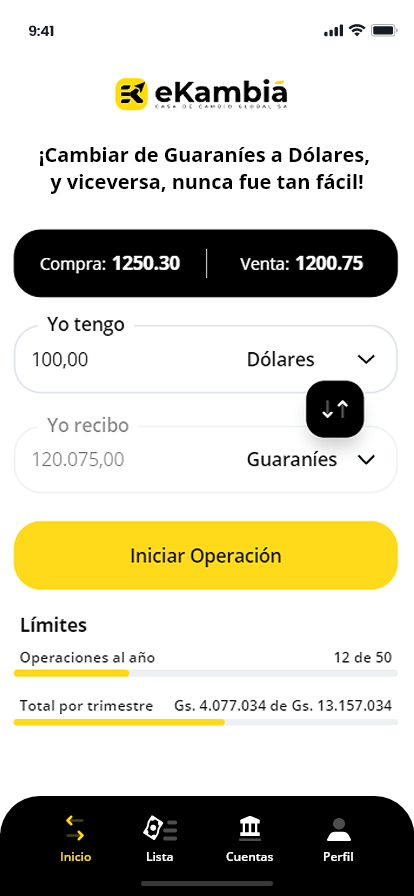 9:41
eKambiá
CASA DE CAMBIO GLOBAL SA
¡Cambiar de Guaraníes a Dólares,
y viceversa, nunca fue tan fácil!
Compra: 1250.30
Venta: 1200.75
Yo tengo
100,00
Dólares
Yo recibo
120.075,00
Guaraníes
Iniciar Operación
Límites
Operaciones al año
12 de 50
Total por trimestre
Gs. 4.077.034 de Gs. 13.157.034
Inicio
Lista
Cuentas
Perfil